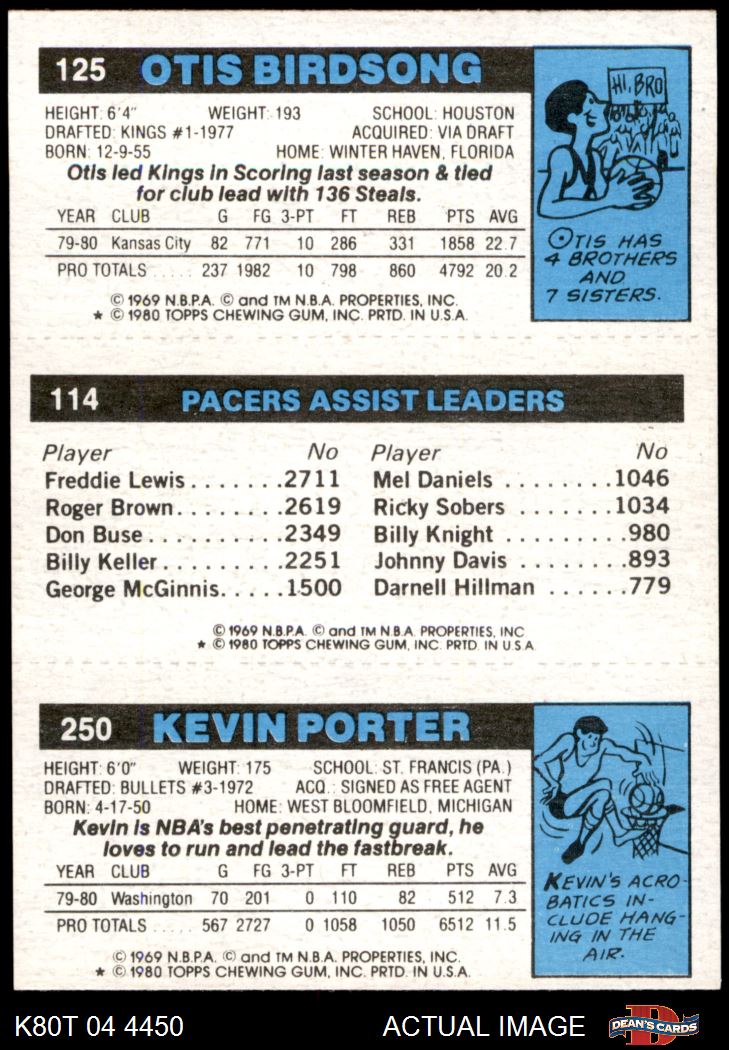 125 OTIS BIRDSONG
HEIGHT: 6'4" WEIGHT: 193 SCHOOL: HOUSTON
DRAFTED: KINGS #1-1977 ACQUIRED: VIA DRAFT
BORN: 12-9-55 HOME: WINTER HAVEN, FLORIDA
Otis led Kings in Scoring last season & tied
for club lead with 136 Steals.
YEAR CLUB G FG 3-PT FT REB PTS AVG
79-80 Kansas City 82 771 10 286 331 1858 22.7
PRO TOTALS ..... 237 1982 10 798 860 4792 20.2
© 1969 N.B.P.A. © and TM N.B.A. PROPERTIES, INC.
★ © 1980 TOPPS CHEWING GUM, INC. PRTD. IN U.S.A.
HI, BRO
OTIS HAS
4 BROTHERS
AND
7 SISTERS.
114 PACERS ASSIST LEADERS
Player No Player No
Freddie Lewis.......2711 Mel Daniels ........1046
Roger Brown........2619 Ricky Sobers .......1034
Don Buse..........2349 Billy Knight .........980
Billy Keller.........2251 Johnny Davis ........893
George McGinnis.....1500 Darnell Hillman ......779
© 1969 N.B.P.A. © and TM N.B.A. PROPERTIES, INC
★ © 1980 TOPPS CHEWING GUM, INC. PRTD. IN U.S.A.
250 KEVIN PORTER
HEIGHT: 6'0" WEIGHT: 175 SCHOOL: ST. FRANCIS (PA.)
DRAFTED: BULLETS #3-1972 ACQ.: SIGNED AS FREE AGENT
BORN: 4-17-50 HOME: WEST BLOOMFIELD, MICHIGAN
Kevin is NBA's best penetrating guard, he
loves to run and lead the fastbreak.
YEAR CLUB G FG 3-PT FT REB PTS AVG
79-80 Washington 70 201 0 110 82 512 7.3
PRO TOTALS ..... 567 2727 0 1058 1050 6512 11.5
© 1969 N.B.P.A. © and TM N.B.A. PROPERTIES, INC.
★ © 1980 TOPPS CHEWING GUM, INC. PRTD. IN U.S.A.
KEVIN'S ACRO-
BATICS IN-
CLUDE HANG-
ING IN THE
AIR.
K80T 04 4450 ACTUAL IMAGE D DEAN'S CARDS